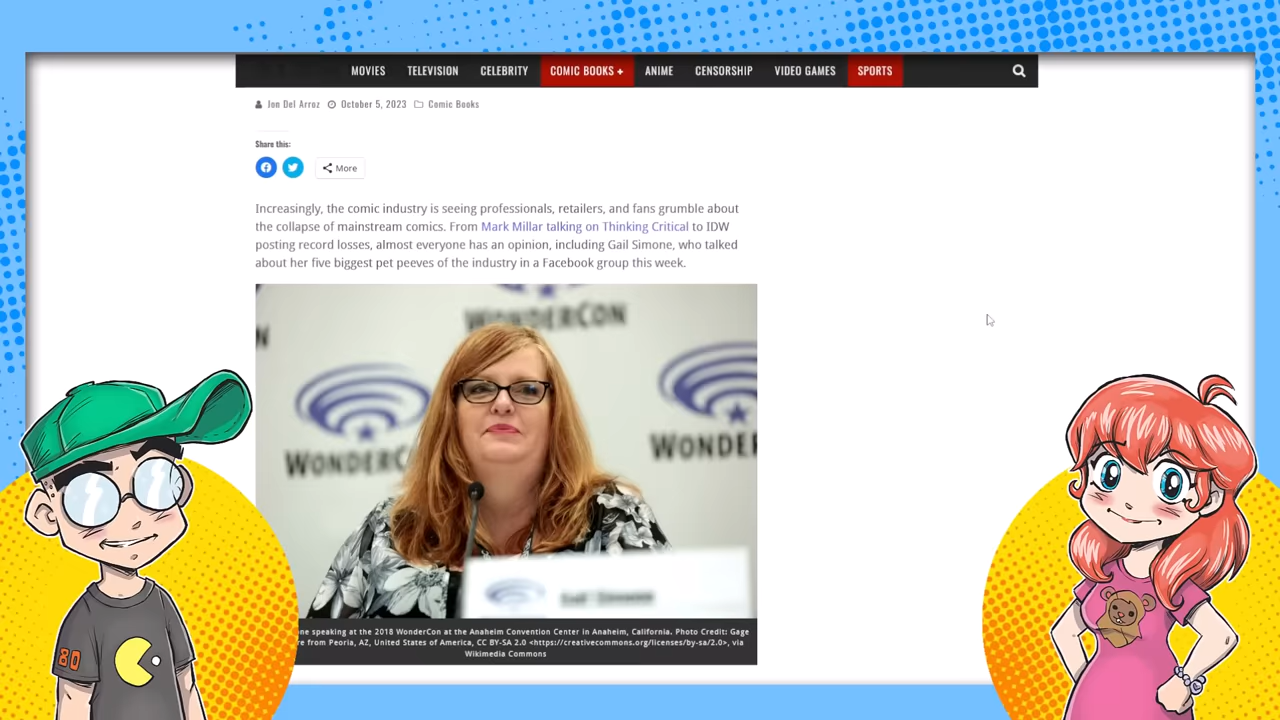 MOVIES TELEVISION CELEBRITY COMIC BOOKS + ANIME CENSORSHIP VIDEO GAMES SPORTS
Jon Del Arroz October 5, 2023 Comic Books
Share this:
More
Increasingly, the comic industry is seeing professionals, retailers, and fans grumble about
the collapse of mainstream comics. From Mark Millar talking on Thinking Critical to IDW
posting record losses, almost everyone has an opinion, including Gail Simone, who talked
about her five biggest pet peeves of the industry in a Facebook group this week.
WONDERCON
WONDERC
WONDERC
Gail Simone
ne speaking at the 2018 WonderCon at the Anaheim Convention Center in Anaheim, California. Photo Credit: Gage
re from Peoria, AZ, United States of America, CC BY-SA 2.0 <https://creativecommons.org/licenses/by-sa/2.0>, via
Wikimedia Commons
80